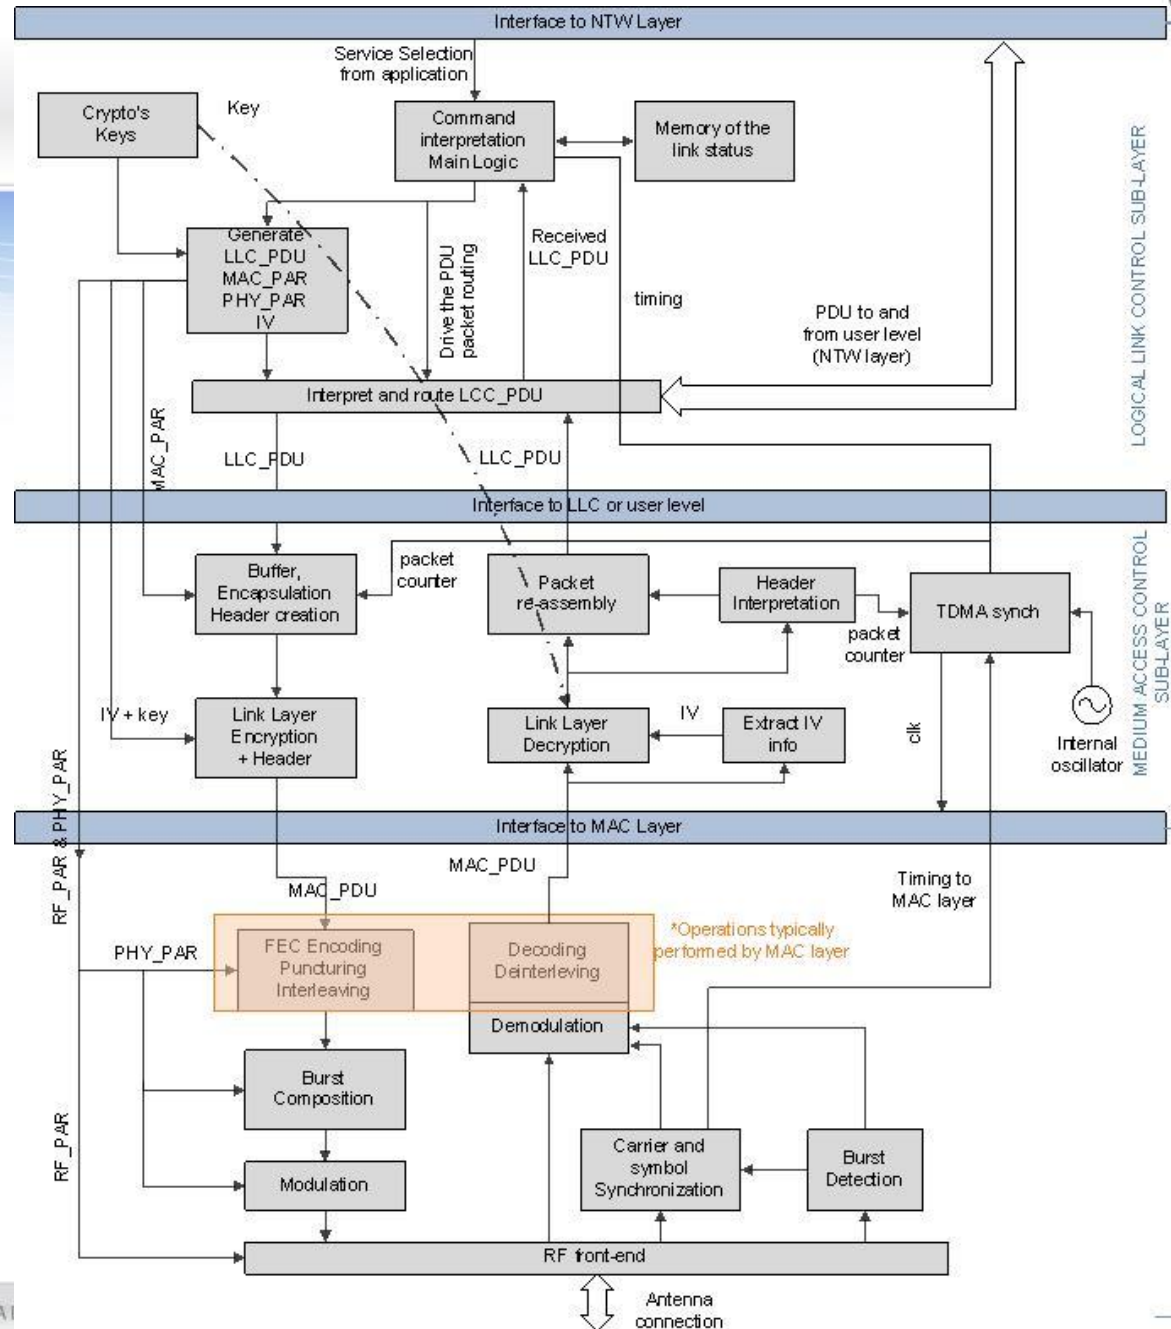 Interface to NTW Layer
Service Selection
from application
Crypto's
Keys
Key
Command
interpretation
Main Logic
Memory of the
link status
Generate
LLC_PDU
MAC_PAR
PHY_PAR
IV
Drive the PDU
packet routing
Received
LLC_PDU
timing
PDU to and
from user level
(NTW layer)
LOGICAL LINK CONTROL SUB-LAYER
Interpret and route LCC_PDU
MAC_PAR
LLC_PDU
LLC_PDU
Interface to LLC or user level
Buffer,
Encapsulation
Header creation
packet
counter
Packet
re-assembly
Header
Interpretation
packet
counter
TDMA synch
MEDIUM ACCESS CONTROL
SUB-LAYER
IV + key
Link Layer
Encryption
+ Header
Link Layer
Decryption
IV
Extract IV
info
clk
Internal
oscillator
Interface to MAC Layer
RF_PAR & PHY_PAR
MAC_PDU
MAC_PDU
Timing to
MAC layer
PHY_PAR
FEC Encoding
Puncturing
Interleaving
Decoding
Deinterleving
*Operations typically
performed by MAC layer
Demodulation
Burst
Composition
RF_PAR
Modulation
Carrier and
symbol
Synchronization
Burst
Detection
RF front-end
Antenna
connection